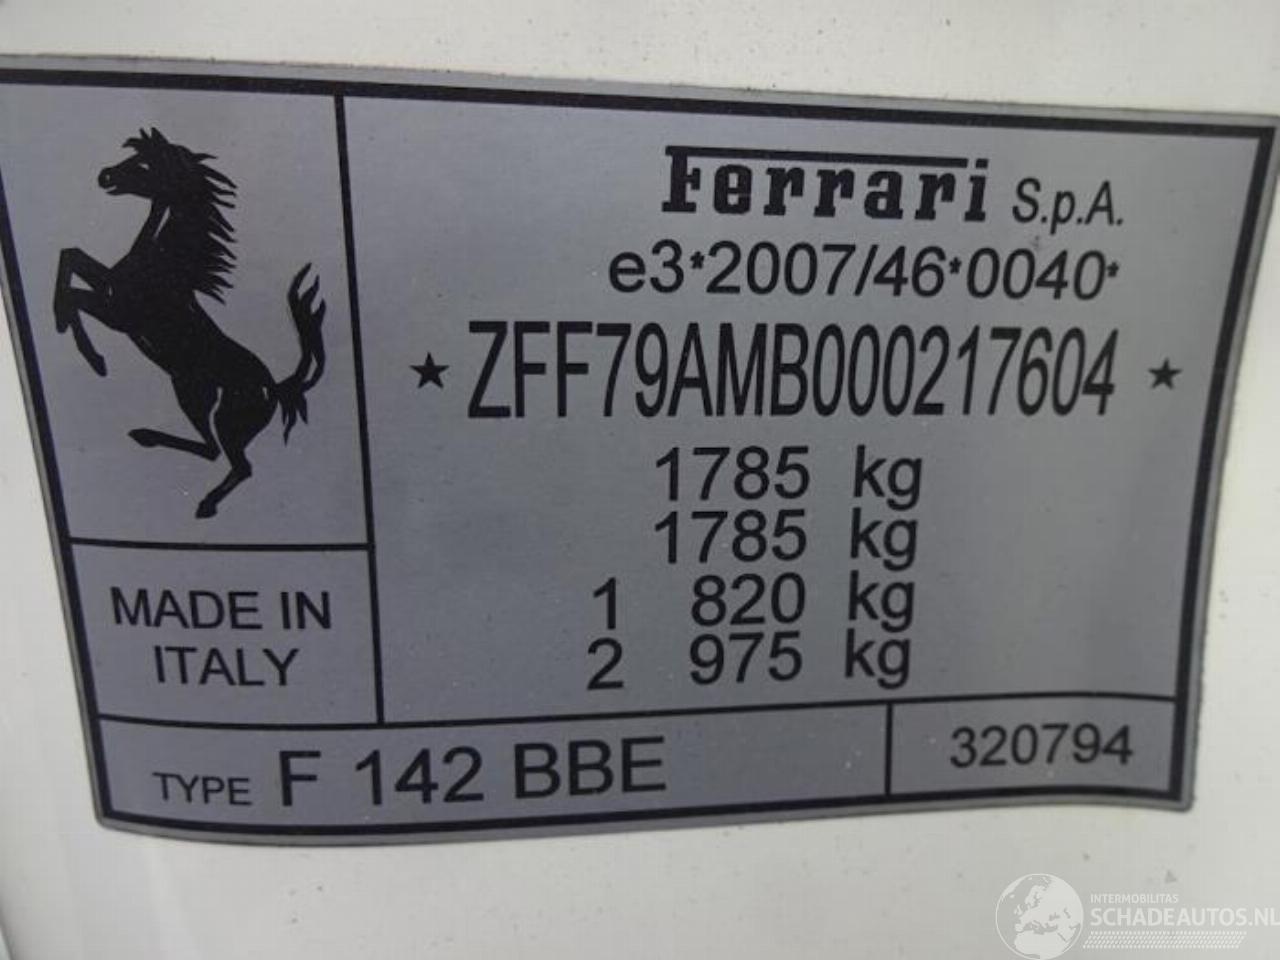 Ferrari S.p.A.
e3*2007/46*0040*
★ ZFF79AMB000217604 ★
1785 kg
1785 kg
1 820 kg
2 975 kg
MADE IN
ITALY
TYPE F 142 BBE
320794
INTERMOBILITAS
SCHADEAUTOS.NL